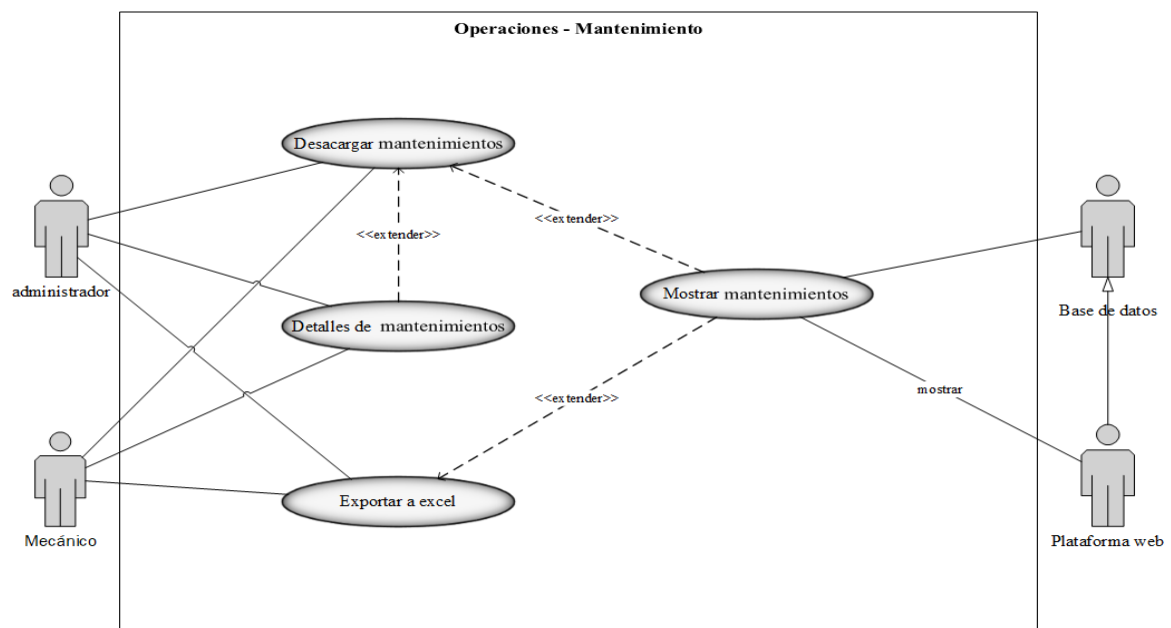 Operaciones - Mantenimiento
Desacargar mantenimientos
<<extender>>
<<extender>>
administrador
Mostrar mantenimientos
Base de datos
Detalles de mantenimientos
mostrar
<<extender>>
Exportar a excel
Mecánico
Plataforma web